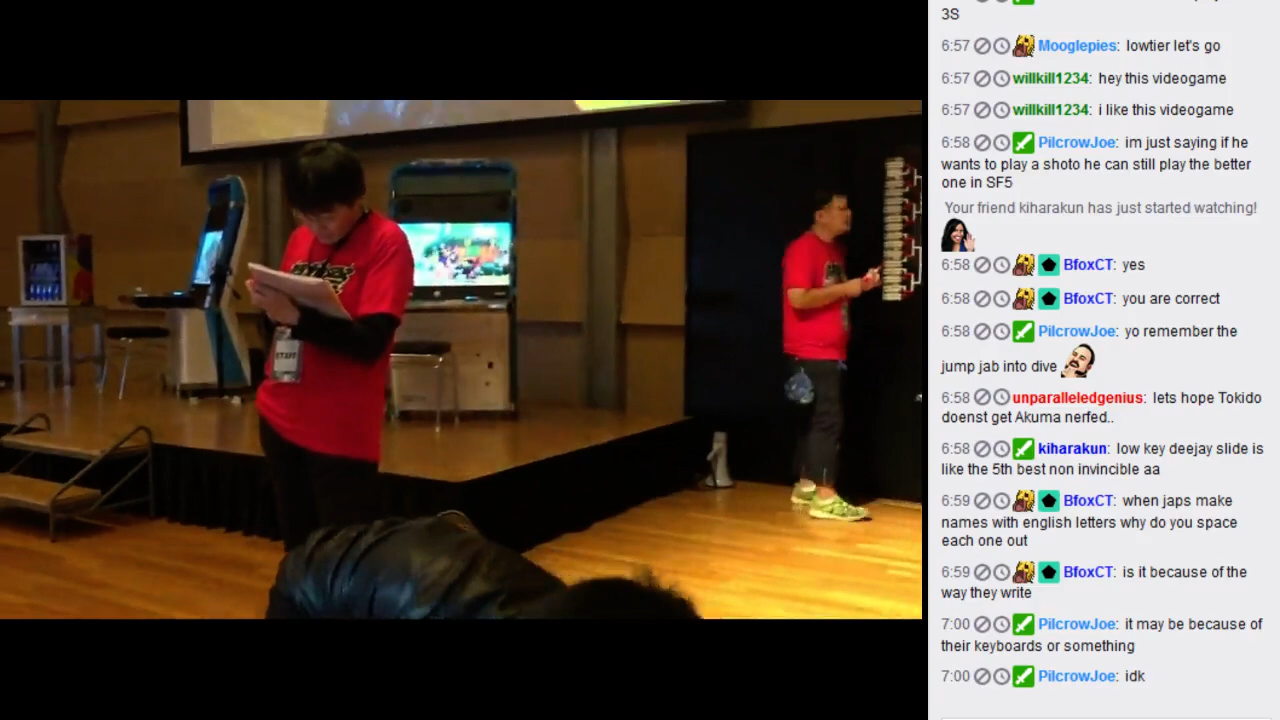 3S
6:57 Mooglepies: lowtier let's go
6:57 willkill1234: hey this videogame
6:57 willkill1234: i like this videogame
6:58 PilcrowJoe: im just saying if he
wants to play a shoto he can still play the better
one in SF5
Your friend kiharakun has just started watching!
6:58 BfoxCT: yes
6:58 BfoxCT: you are correct
6:58 PilcrowJoe: yo remember the
jump jab into dive
6:58 unparalleledgenius: lets hope Tokido
doenst get Akuma nerfed..
6:58 kiharakun: low key deejay slide is
like the 5th best non invincible aa
6:59 BfoxCT: when japs make
names with english letters why do you space
each one out
6:59 BfoxCT: is it because of the
way they write
7:00 PilcrowJoe: it may be because of
their keyboards or something
7:00 PilcrowJoe: idk
STAFF